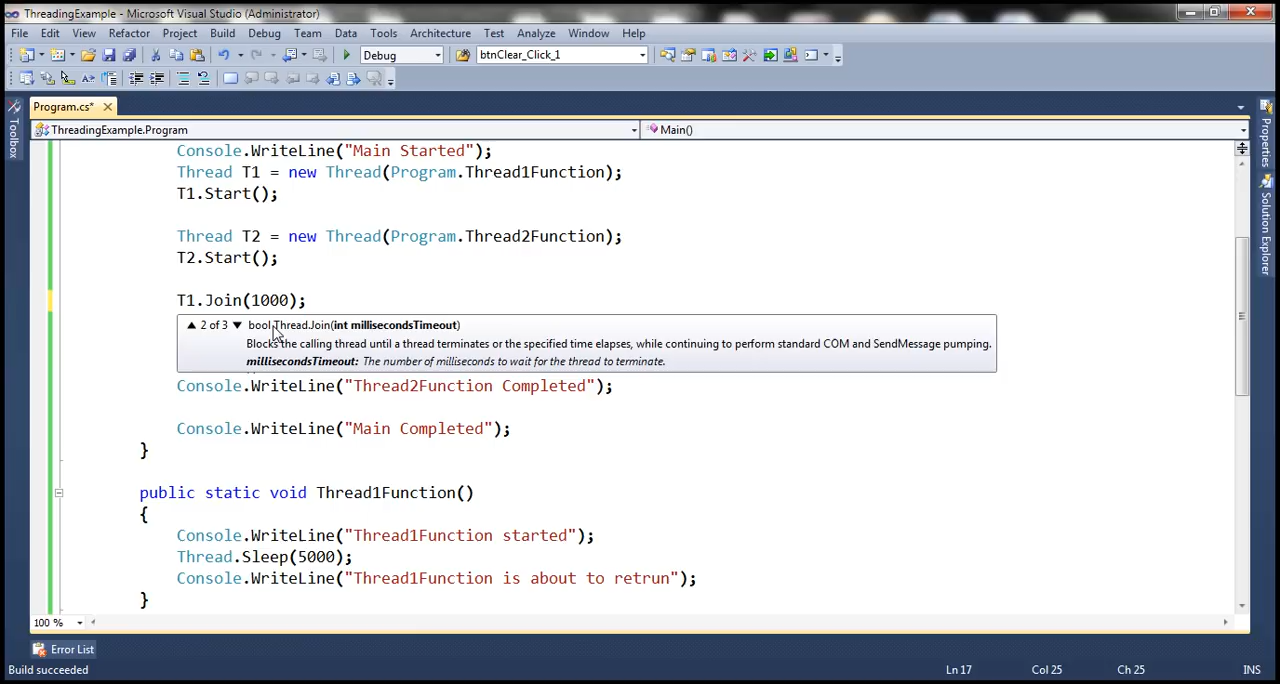 ThreadingExample - Microsoft Visual Studio (Administrator)
File Edit View Refactor Project Build Debug Team Data Tools Architecture Test Analyze Window Help
Debug btnClear_Click_1
Program.cs*
Toolbox
Properties
Solution Explorer
ThreadingExample.Program Main()
Console.WriteLine("Main Started");
Thread T1 = new Thread(Program.Thread1Function);
T1.Start();
Thread T2 = new Thread(Program.Thread2Function);
T2.Start();
T1.Join(1000);
2 of 3 bool Thread.Join(int millisecondsTimeout)
Blocks the calling thread until a thread terminates or the specified time elapses, while continuing to perform standard COM and SendMessage pumping.
millisecondsTimeout: The number of milliseconds to wait for the thread to terminate.
Console.WriteLine("Thread2Function Completed");
Console.WriteLine("Main Completed");
}
public static void Thread1Function()
{
Console.WriteLine("Thread1Function started");
Thread.Sleep(5000);
Console.WriteLine("Thread1Function is about to retrun");
}
100 %
Error List
Build succeeded Ln 17 Col 25 Ch 25 INS